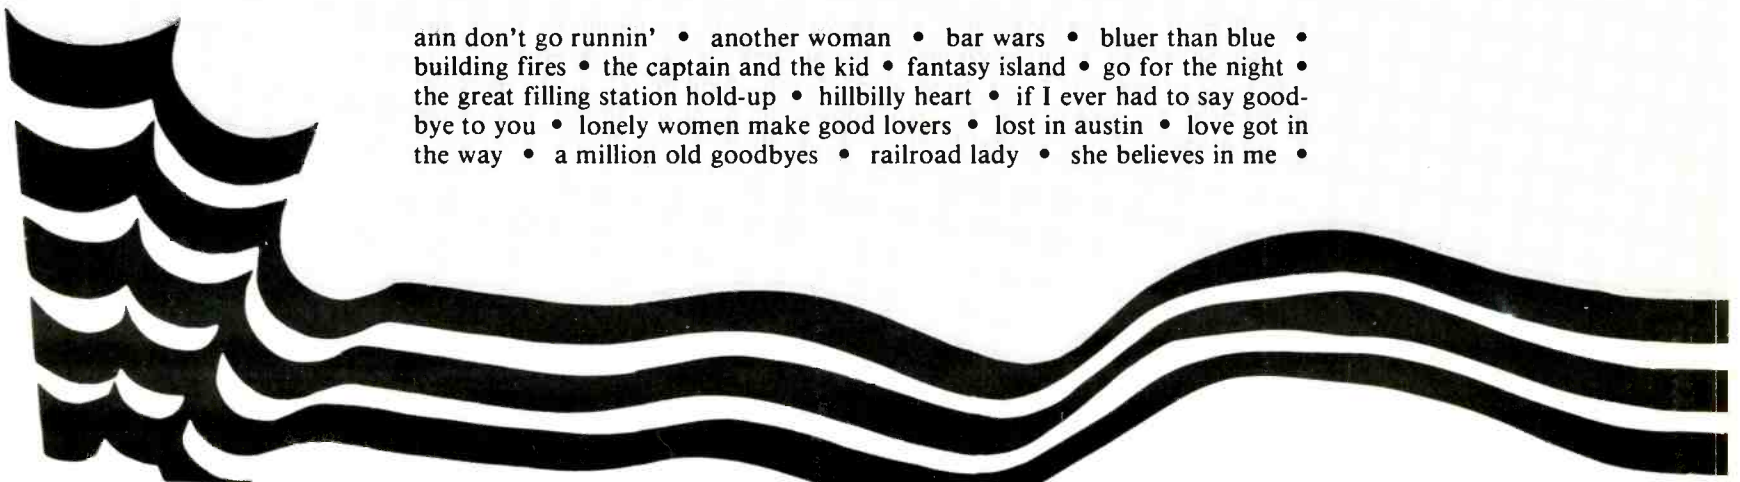 ann don't go runnin' • another woman • bar wars • bluer than blue •
building fires • the captain and the kid • fantasy island • go for the night •
the great filling station hold-up • hillbilly heart • if I ever had to say good-
bye to you • lonely women make good lovers • lost in austin • love got in
the way • a million old goodbyes • railroad lady • she believes in me •